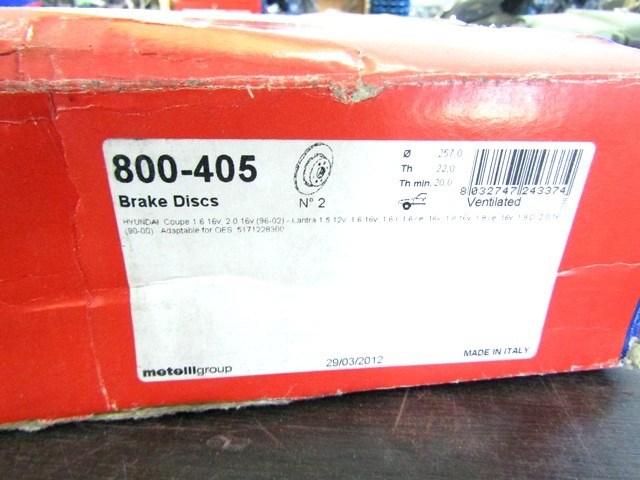 800-405
Brake Discs
N° 2
Ø 257,0
Th 22,0
Th min. 20,0
8 032747 243374
Ventilated
HYUNDAI Coupe 1.6 16v, 2.0 16v (96-02) - Lantra 1.5 12v, 1.6 16v
(90-00) Adaptable for OES: 5171228300
metelligroup
29/03/2012
MADE IN ITALY